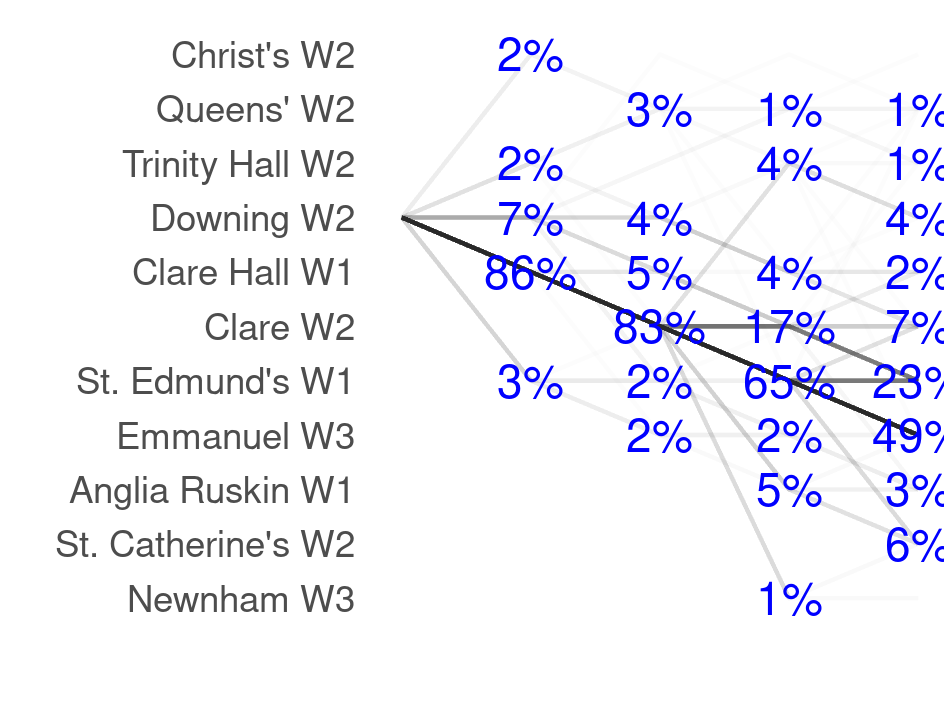 Christ's W2 2%
Queens' W2 3% 1% 1%
Trinity Hall W2 2% 4% 1%
Downing W2 7% 4% 4%
Clare Hall W1 86% 5% 4% 2%
Clare W2 83% 17% 7%
St. Edmund's W1 3% 2% 65% 23%
Emmanuel W3 2% 2% 49%
Anglia Ruskin W1 5% 3%
St. Catherine's W2 6%
Newnham W3 1%